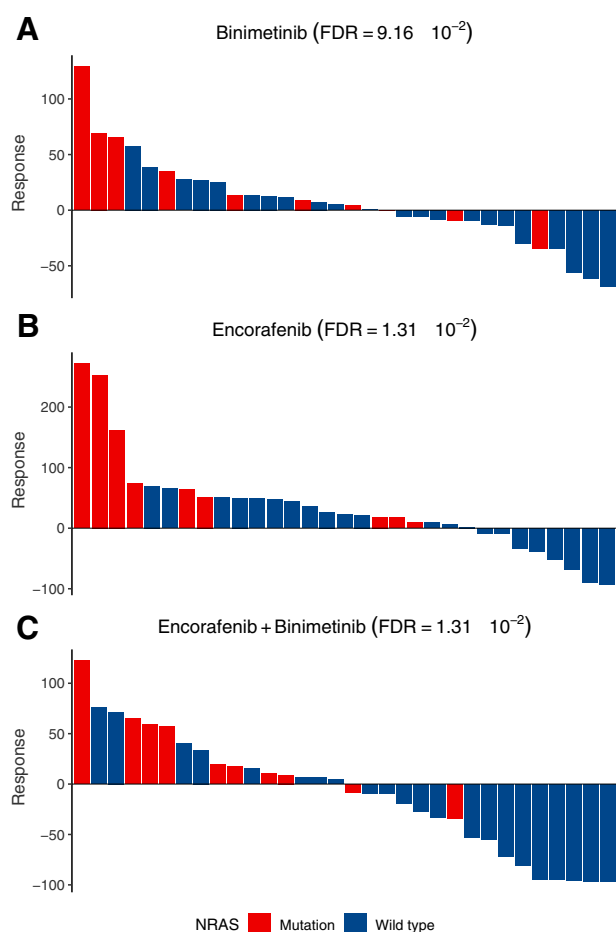 A
Binimetinib (FDR = 9.16 10⁻²)
Response
100
50
0
−50
B
Encorafenib (FDR = 1.31 10⁻²)
Response
200
100
0
−100
C
Encorafenib + Binimetinib (FDR = 1.31 10⁻²)
Response
100
50
0
−50
−100
NRAS Mutation Wild type